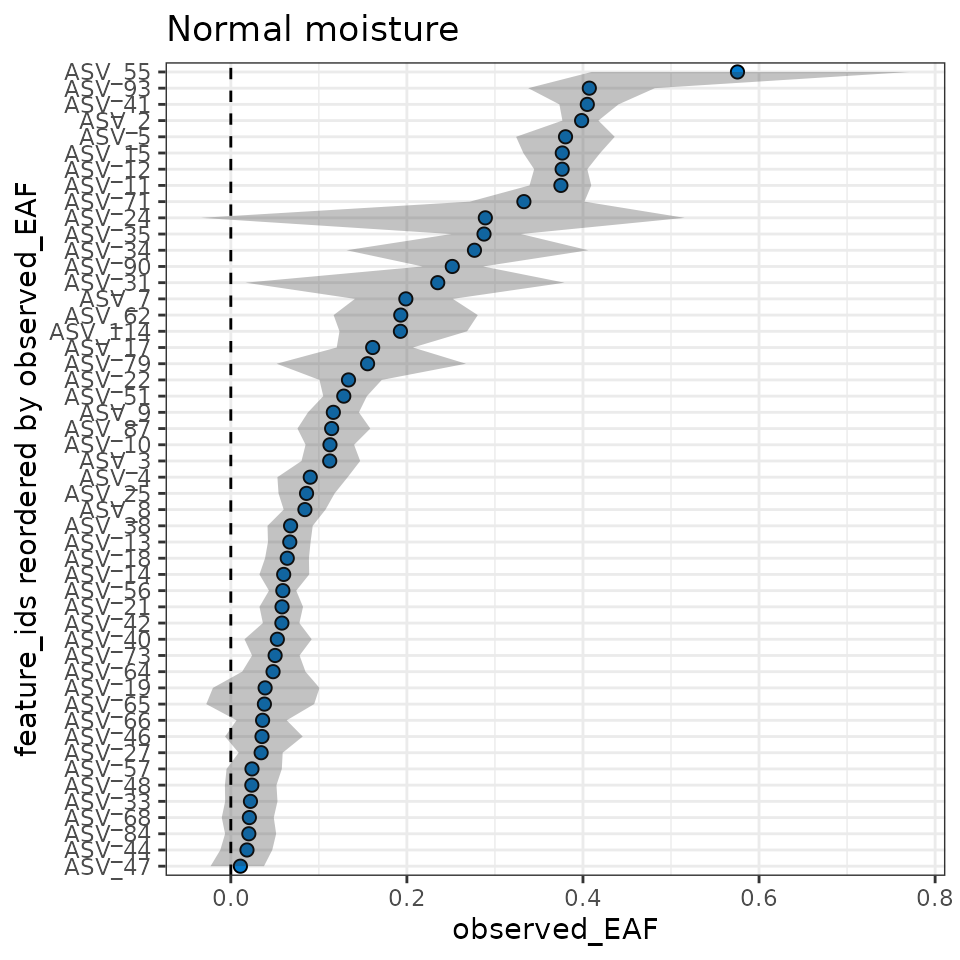 Normal moisture
feature_ids reordered by observed_EAF
ASV_55
ASV_93
ASV_41
ASV_2
ASV_5
ASV_15
ASV_12
ASV_11
ASV_71
ASV_24
ASV_35
ASV_34
ASV_90
ASV_31
ASV_7
ASV_62
ASV_114
ASV_17
ASV_79
ASV_22
ASV_51
ASV_9
ASV_87
ASV_10
ASV_3
ASV_4
ASV_25
ASV_8
ASV_38
ASV_13
ASV_18
ASV_14
ASV_56
ASV_21
ASV_42
ASV_40
ASV_73
ASV_64
ASV_19
ASV_65
ASV_66
ASV_46
ASV_27
ASV_57
ASV_48
ASV_33
ASV_68
ASV_84
ASV_44
ASV_47
0.0 0.2 0.4 0.6 0.8
observed_EAF